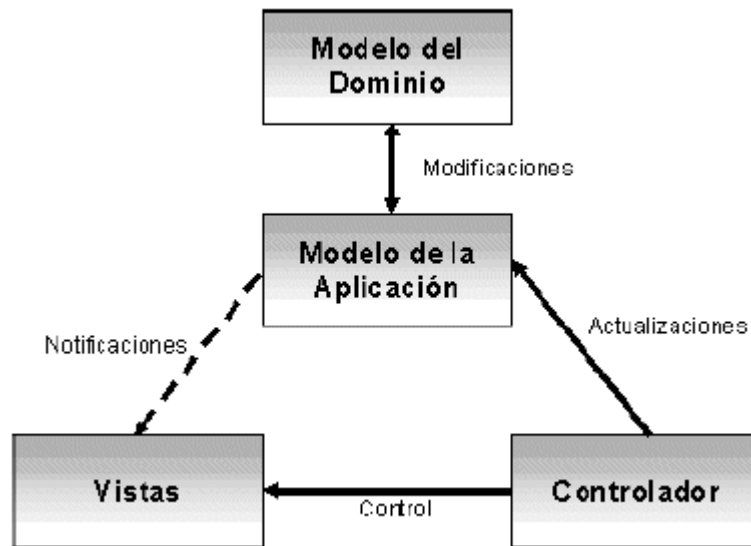 Modelo del
Dominio
Modificaciones
Modelo de la
Aplicación
Notificaciones
Actualizaciones
Vistas
Control
Controlador